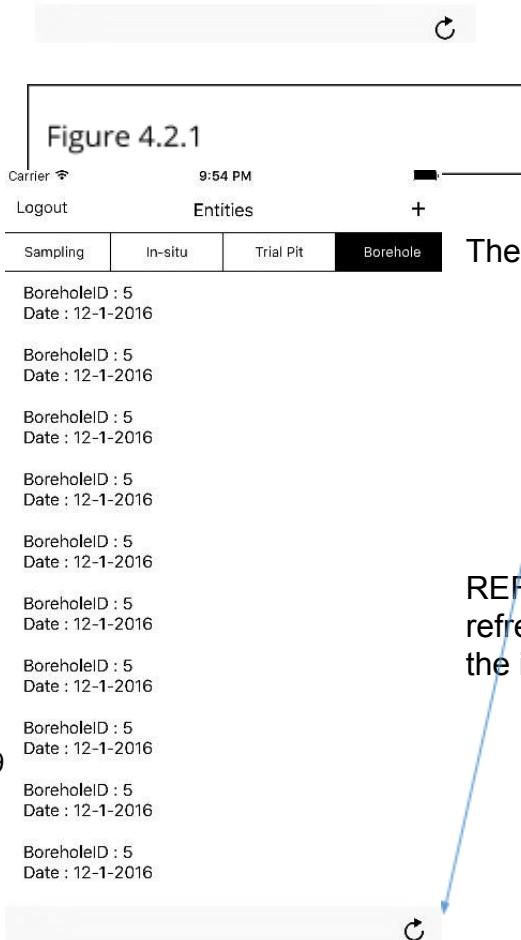 Figure 4.2.1
Carrier 9:54 PM
Logout Entities +
Sampling In-situ Trial Pit Borehole
The
BoreholeID : 5
Date : 12-1-2016
BoreholeID : 5
Date : 12-1-2016
BoreholeID : 5
Date : 12-1-2016
BoreholeID : 5
Date : 12-1-2016
BoreholeID : 5
Date : 12-1-2016
BoreholeID : 5
Date : 12-1-2016
BoreholeID : 5
Date : 12-1-2016
BoreholeID : 5
Date : 12-1-2016
BoreholeID : 5
Date : 12-1-2016
BoreholeID : 5
Date : 12-1-2016
the